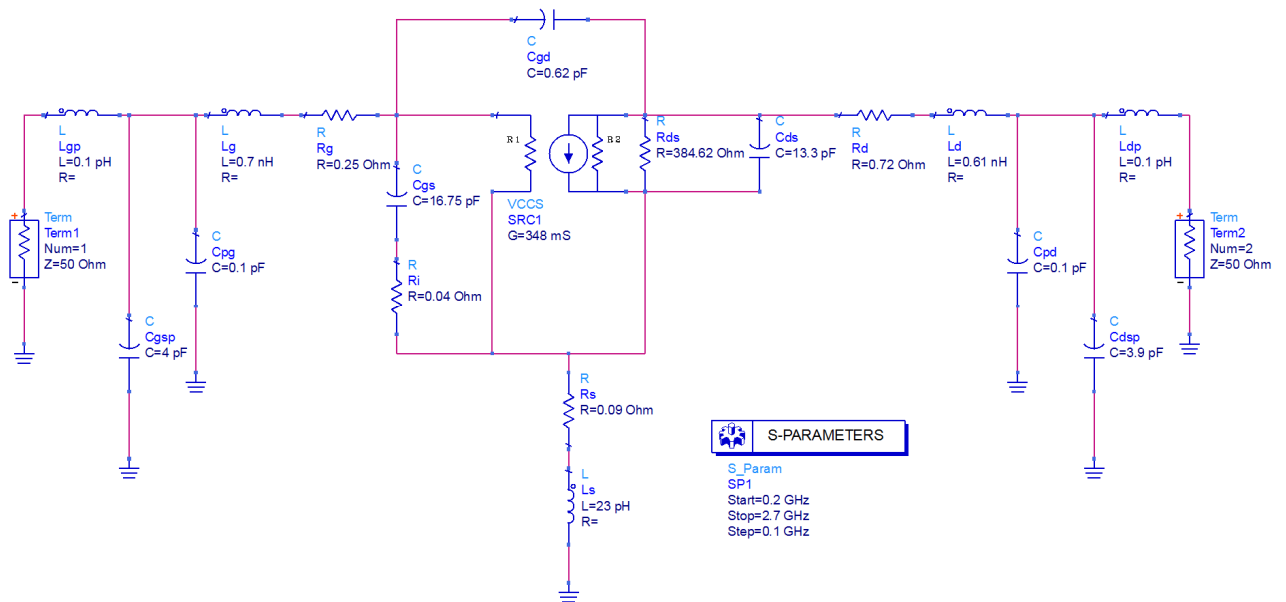 C
Cgd
C=0.62 pF
L
Lgp
L=0.1 pH
R=
L
Lg
L=0.7 nH
R=
R
Rg
R=0.25 Ohm
C
Cgs
C=16.75 pF
R1
R2
VCCS
SRC1
G=348 mS
R
Rds
R=384.62 Ohm
C
Cds
C=13.3 pF
R
Rd
R=0.72 Ohm
L
Ld
L=0.61 nH
R=
L
Ldp
L=0.1 pH
R=
+
Term
Term1
Num=1
Z=50 Ohm
-
C
Cpg
C=0.1 pF
R
Ri
R=0.04 Ohm
C
Cgsp
C=4 pF
C
Cpd
C=0.1 pF
+
Term
Term2
Num=2
Z=50 Ohm
-
C
Cdsp
C=3.9 pF
R
Rs
R=0.09 Ohm
L
Ls
L=23 pH
R=
S-PARAMETERS
S_Param
SP1
Start=0.2 GHz
Stop=2.7 GHz
Step=0.1 GHz